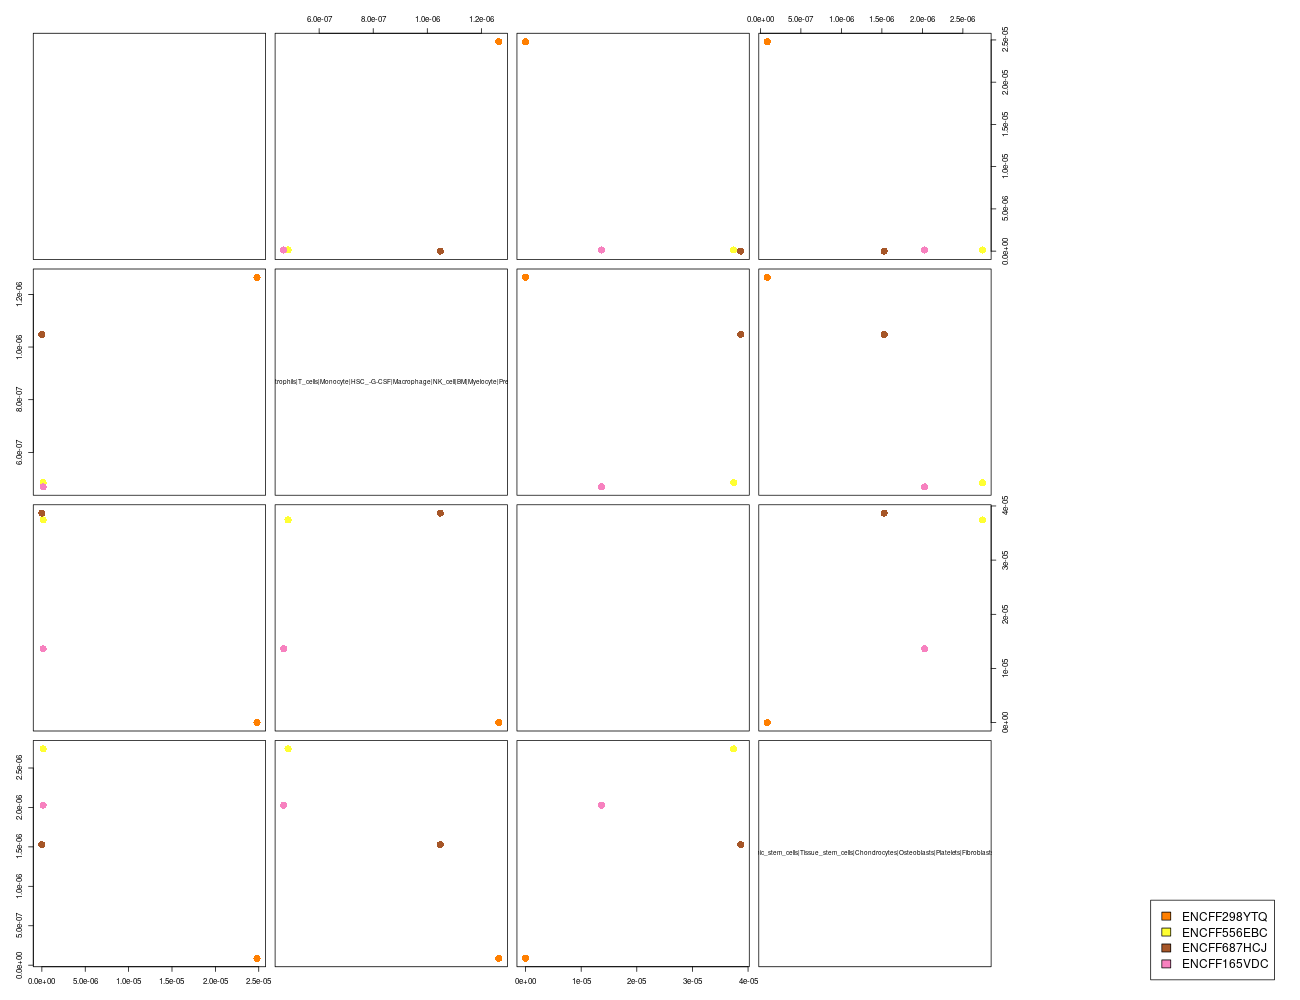 6.0e-07 8.0e-07 1.0e-06 1.2e-06
0.0e+00 5.0e-07 1.0e-06 1.5e-06 2.0e-06 2.5e-06
0.0e+00 5.0e-06 1.0e-05 1.5e-05 2.0e-05 2.5e-05
6.0e-07 8.0e-07 1.0e-06 1.2e-06
trophils|T_cells|Monocyte|HSC_-G-CSF|Macrophage|NK_cell|BM|Myelocyte|Pre
0e+00 1e-05 2e-05 3e-05 4e-05
0.0e+00 5.0e-07 1.0e-06 1.5e-06 2.0e-06 2.5e-06
ic_stem_cells|Tissue_stem_cells|Chondrocytes|Osteoblasts|Platelets|Fibroblast
0.0e+00 5.0e-06 1.0e-05 1.5e-05 2.0e-05 2.5e-05
0e+00 1e-05 2e-05 3e-05 4e-05
ENCFF298YTQ
ENCFF556EBC
ENCFF687HCJ
ENCFF165VDC